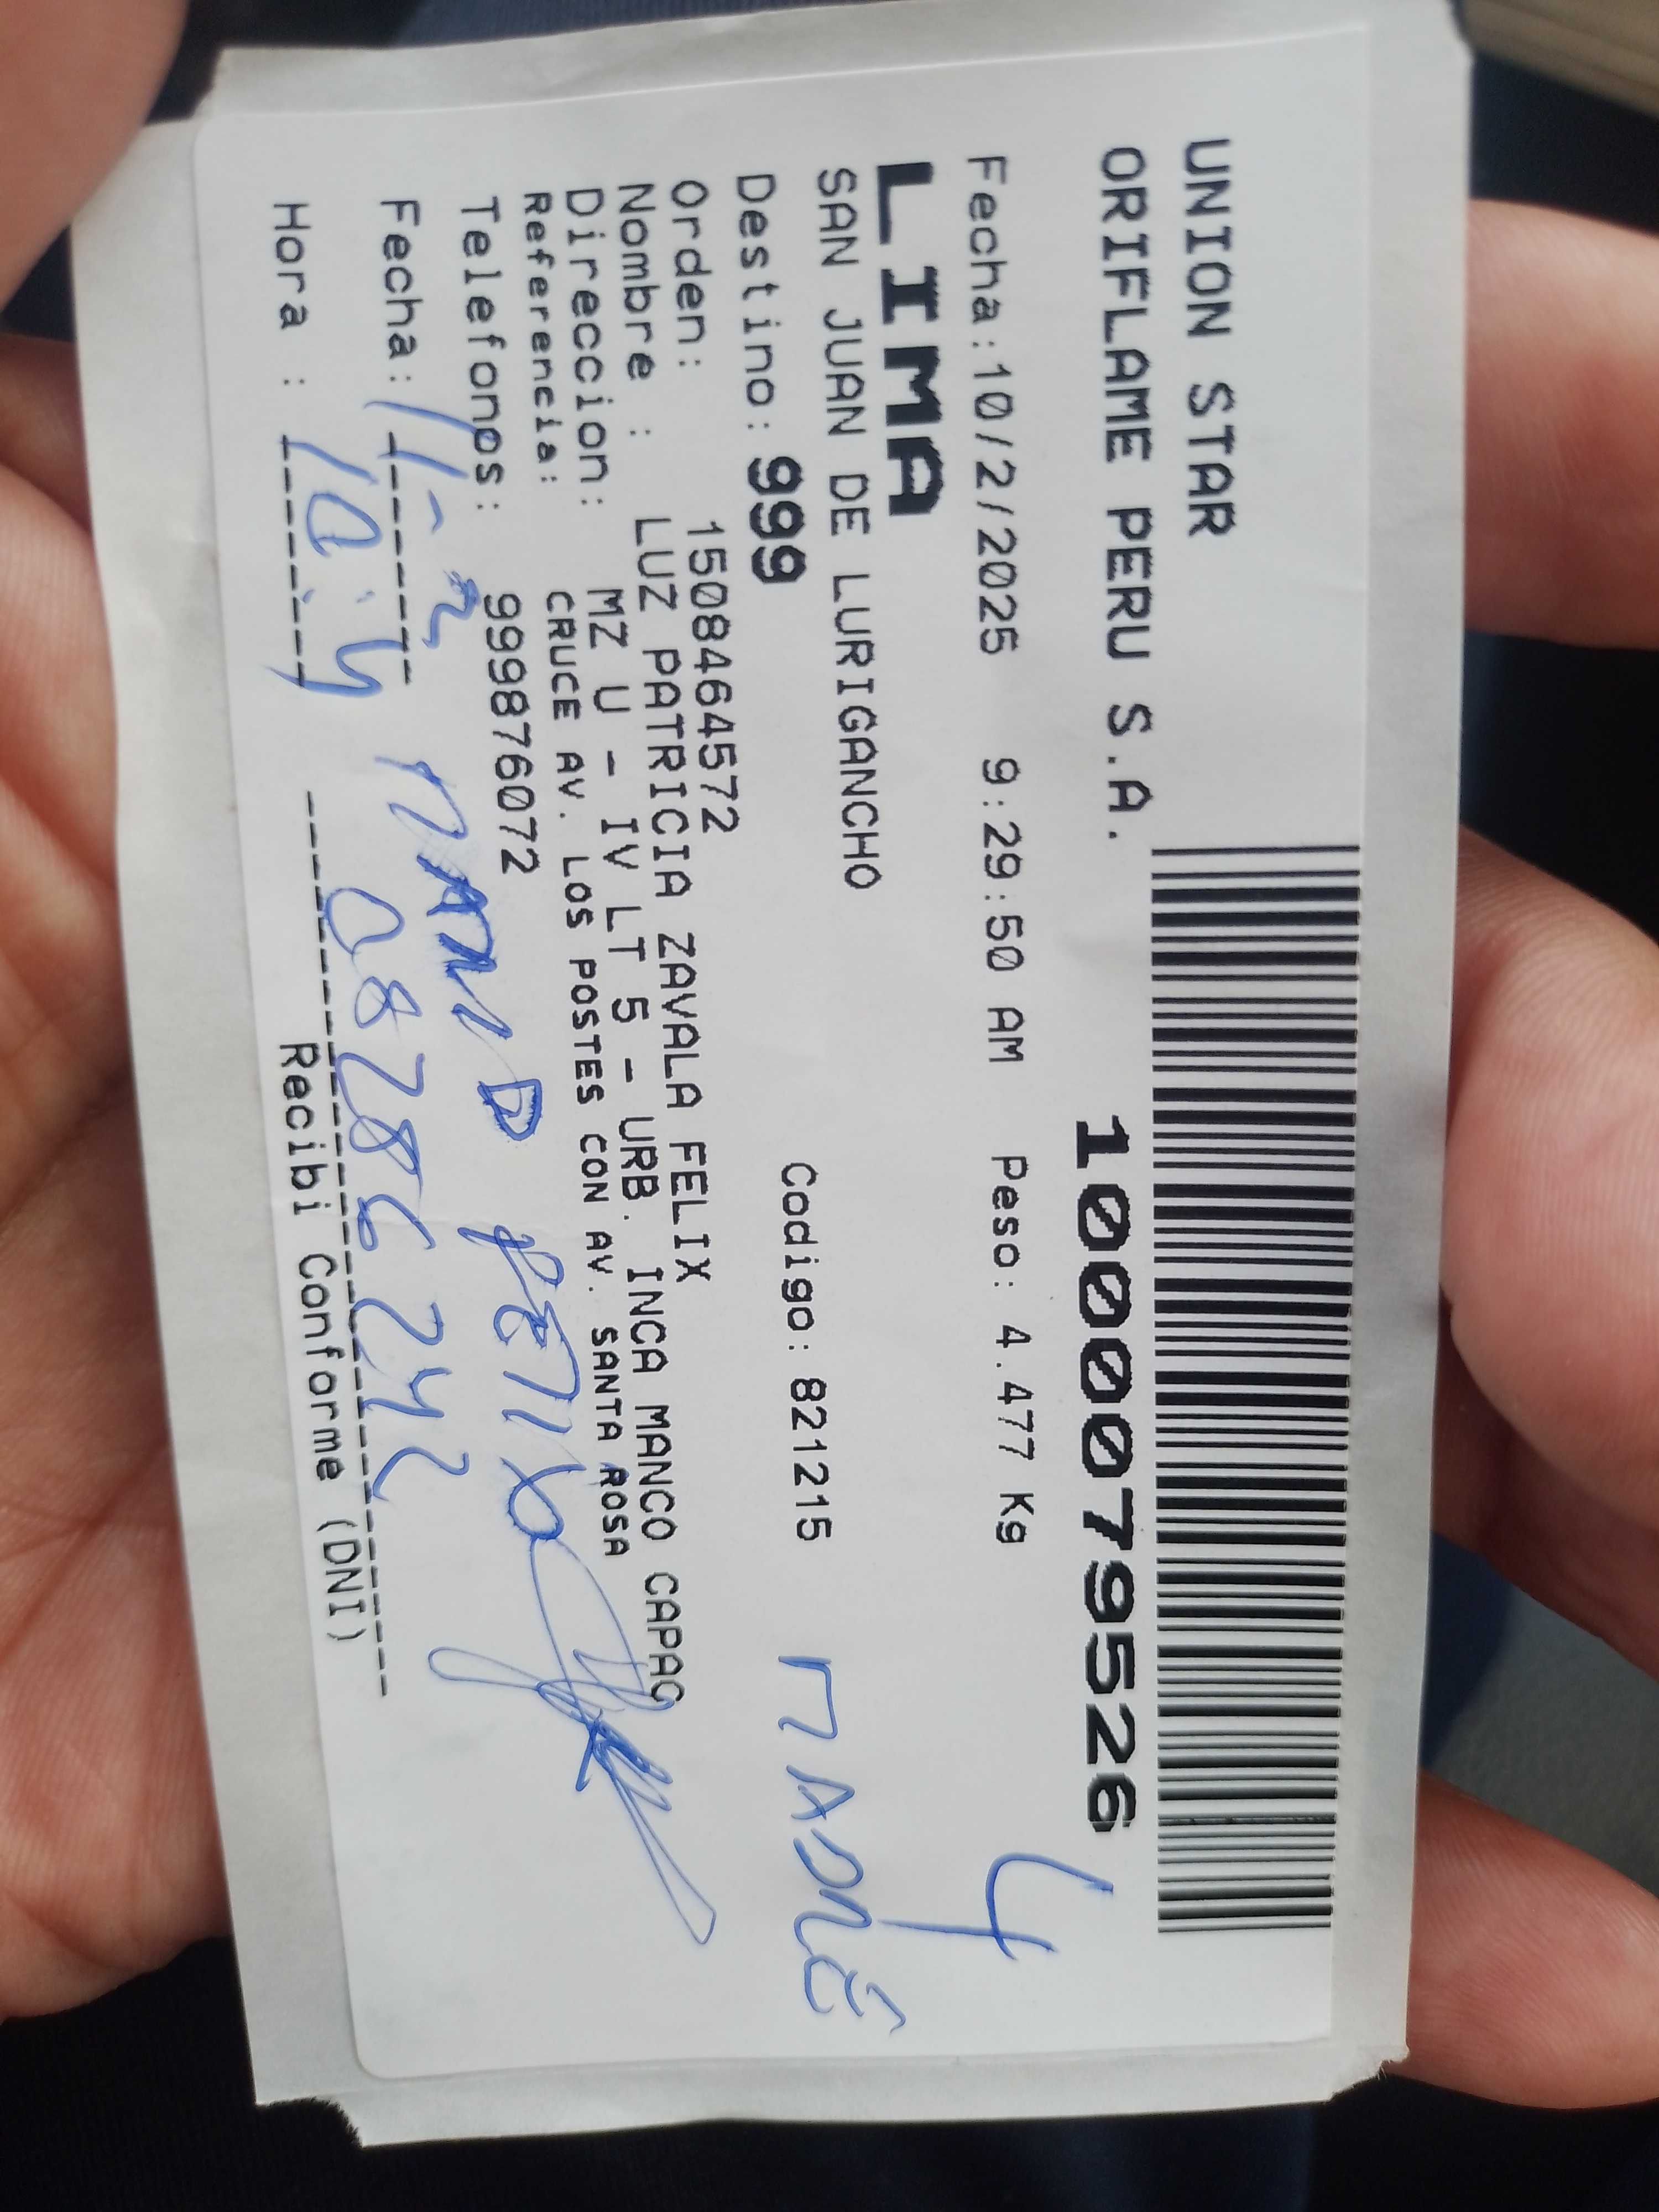 UNION STAR
ORIFLAME PERU S.A.
1000079526
Fecha:10/2/2025 9:29:50 AM Peso: 4.477 Kg
4
LIMA
SAN JUAN DE LURIGANCHO
Destino: 999 Codigo: 821215
MADRE
Orden: 1508464572
Nombre : LUZ PATRICIA ZAVALA FELIX
Direccion: MZ U - IV LT 5 - URB. INCA MANCO CAPAC
Referencia: CRUCE AV. LOS POSTES CON AV. SANTA ROSA
Telefonos: 999876072
Fecha: 11-2
Hora : 10:4
08286242
Recibi Conforme (DNI)